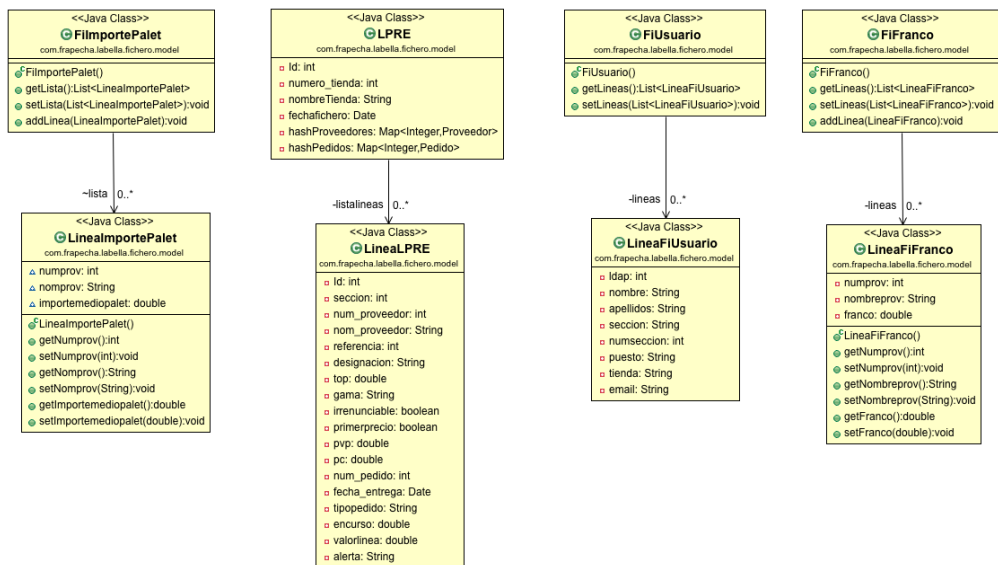 <<Java Class>>
FiImportePalet
com.frapecha.labella.fichero.model
FiImportePalet()
getLista():List<LineaImportePalet>
setLista(List<LineaImportePalet>):void
addLinea(LineaImportePalet):void
~lista 0..*
<<Java Class>>
LineaImportePalet
com.frapecha.labella.fichero.model
numprov: int
nomprov: String
importemediopalet: double
LineaImportePalet()
getNumprov():int
setNumprov(int):void
getNomprov():String
setNomprov(String):void
getImportemediopalet():double
setImportemediopalet(double):void
<<Java Class>>
LPRE
com.frapecha.labella.fichero.model
Id: int
numero_tienda: int
nombreTienda: String
fechafichero: Date
hashProveedores: Map<Integer,Proveedor>
hashPedidos: Map<Integer,Pedido>
-listalineas 0..*
<<Java Class>>
LineaLPRE
com.frapecha.labella.fichero.model
Id: int
seccion: int
num_proveedor: int
nom_proveedor: String
referencia: int
designacion: String
top: double
gama: String
irrenunciable: boolean
primerprecio: boolean
pvp: double
pc: double
num_pedido: int
fecha_entrega: Date
tipopedido: String
encurso: double
valorlinea: double
alerta: String
<<Java Class>>
FiUsuario
com.frapecha.labella.fichero.model
FiUsuario()
getLineas():List<LineaFiUsuario>
setLineas(List<LineaFiUsuario>):void
-lineas 0..*
<<Java Class>>
LineaFiUsuario
com.frapecha.labella.fichero.model
ldap: int
nombre: String
apellidos: String
seccion: String
numseccion: int
puesto: String
tienda: String
email: String
<<Java Class>>
FiFranco
com.frapecha.labella.fichero.model
FiFranco()
getLineas():List<LineaFiFranco>
setLineas(List<LineaFiFranco>):void
addLinea(LineaFiFranco):void
-lineas 0..*
<<Java Class>>
LineaFiFranco
com.frapecha.labella.fichero.model
numprov: int
nombreprov: String
franco: double
LineaFiFranco()
getNumprov():int
setNumprov(int):void
getNombreprov():String
setNombreprov(String):void
getFranco():double
setFranco(double):void